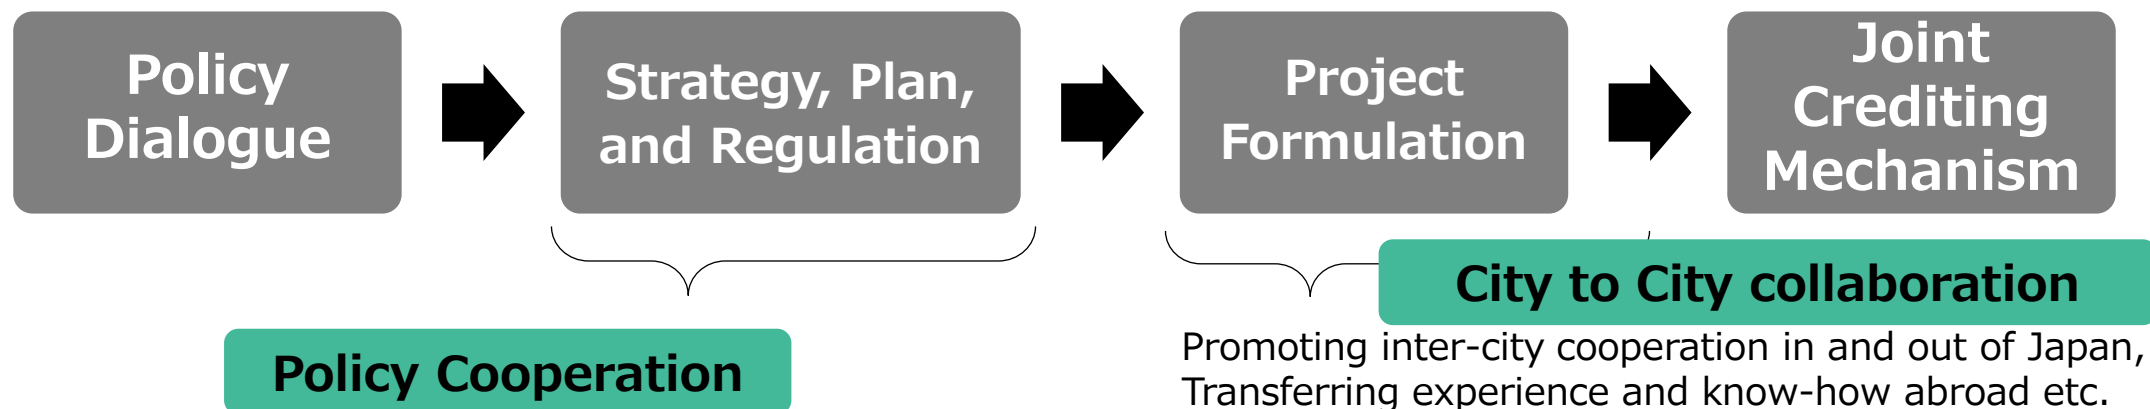 Policy
Dialogue
Strategy, Plan,
and Regulation
Project
Formulation
Joint
Crediting
Mechanism
City to City collaboration
Policy Cooperation
Promoting inter-city cooperation in and out of Japan,
Transferring experience and know-how abroad etc.